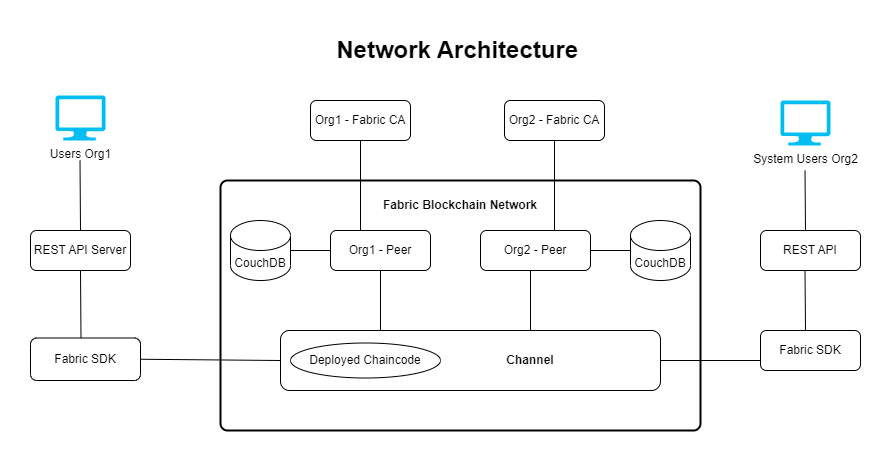 Network Architecture
Users Org1
Org1 - Fabric CA
Org2 - Fabric CA
System Users Org2
Fabric Blockchain Network
REST API Server
CouchDB
Org1 - Peer
Org2 - Peer
CouchDB
REST API
Fabric SDK
Deployed Chaincode
Channel
Fabric SDK